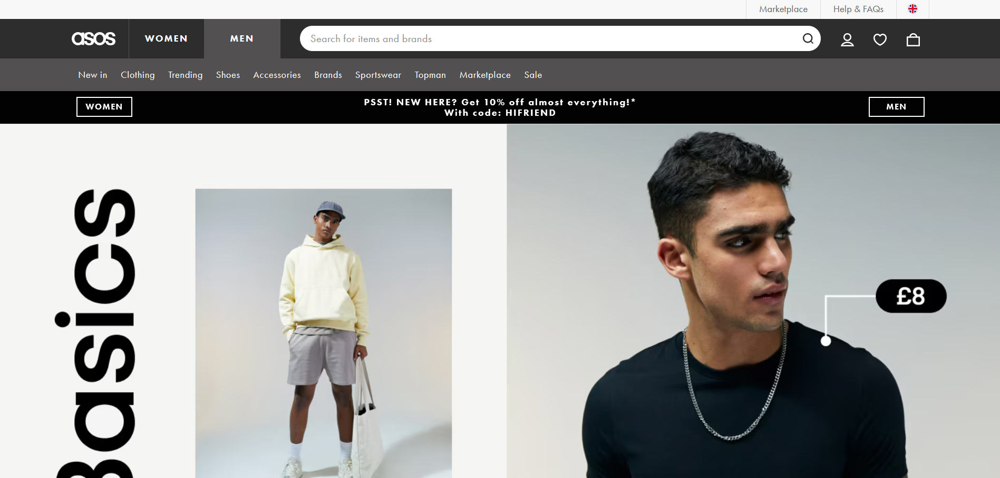 Marketplace
Help & FAQs
asos
WOMEN
MEN
Search for items and brands
New in
Clothing
Trending
Shoes
Accessories
Brands
Sportswear
Topman
Marketplace
Sale
WOMEN
PSST! NEW HERE? Get 10% off almost everything!*
With code: HIFRIEND
MEN
Basics
£8